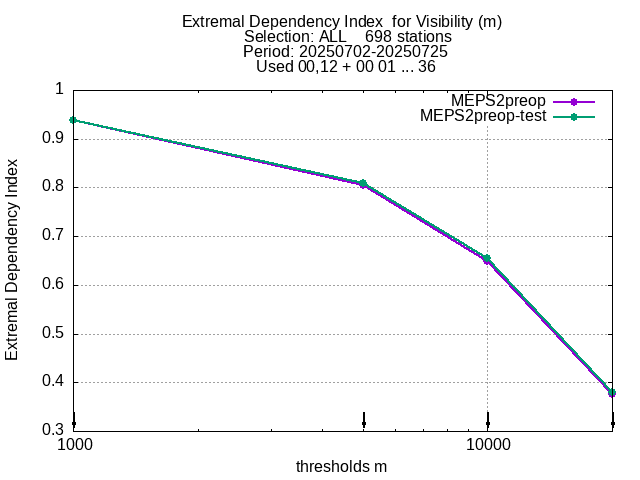 Extremal Dependency Index  for Visibility (m)
Selection: ALL    698 stations
Period: 20250702-20250725
Used 00,12 + 00 01 ... 36
MEPS2preop
MEPS2preop-test
Extremal Dependency Index
1
0.9
0.8
0.7
0.6
0.5
0.4
0.3
1000
10000
thresholds m